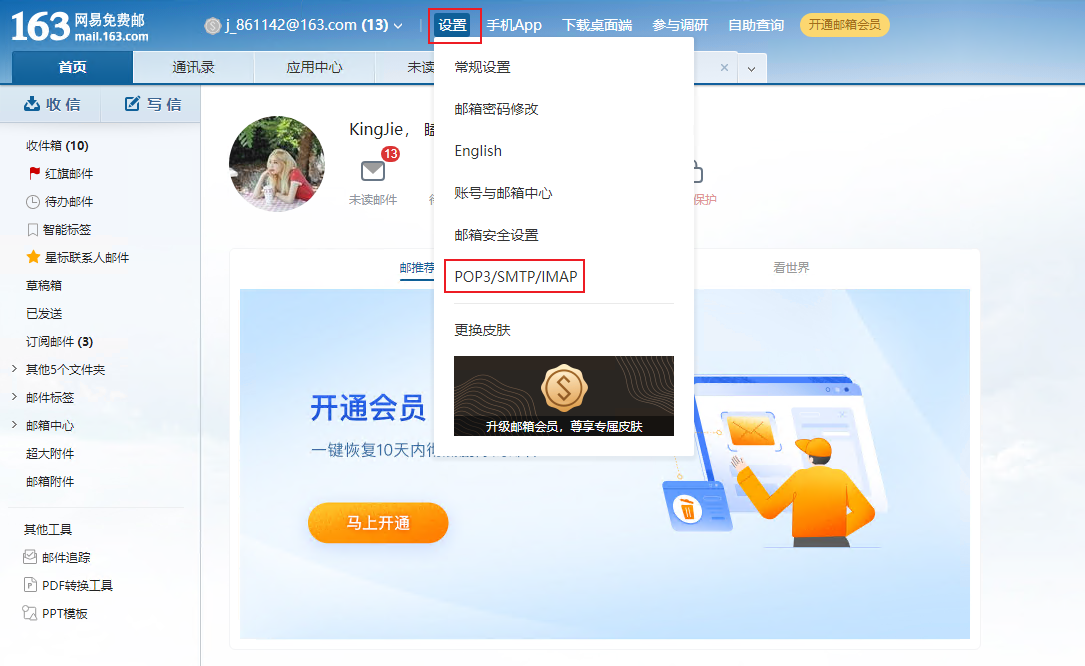 163 网易免费邮
mail.163.com
j_861142@163.com (13)
设置
手机App
下载桌面端
参与调研
自助查询
开通邮箱会员
首页
通讯录
应用中心
未读
收信
写信
收件箱 (10)
红旗邮件
待办邮件
智能标签
星标联系人邮件
草稿箱
已发送
订阅邮件 (3)
其他5个文件夹
邮件标签
邮箱中心
超大附件
邮箱附件
其他工具
邮件追踪
PDF转换工具
PPT模板
KingJie，
13
未读邮件
保护
常规设置
邮箱密码修改
English
账号与邮箱中心
邮箱安全设置
POP3/SMTP/IMAP
更换皮肤
升级邮箱会员，尊享专属皮肤
邮推荐
看世界
开通会员
一键恢复10天内
马上开通